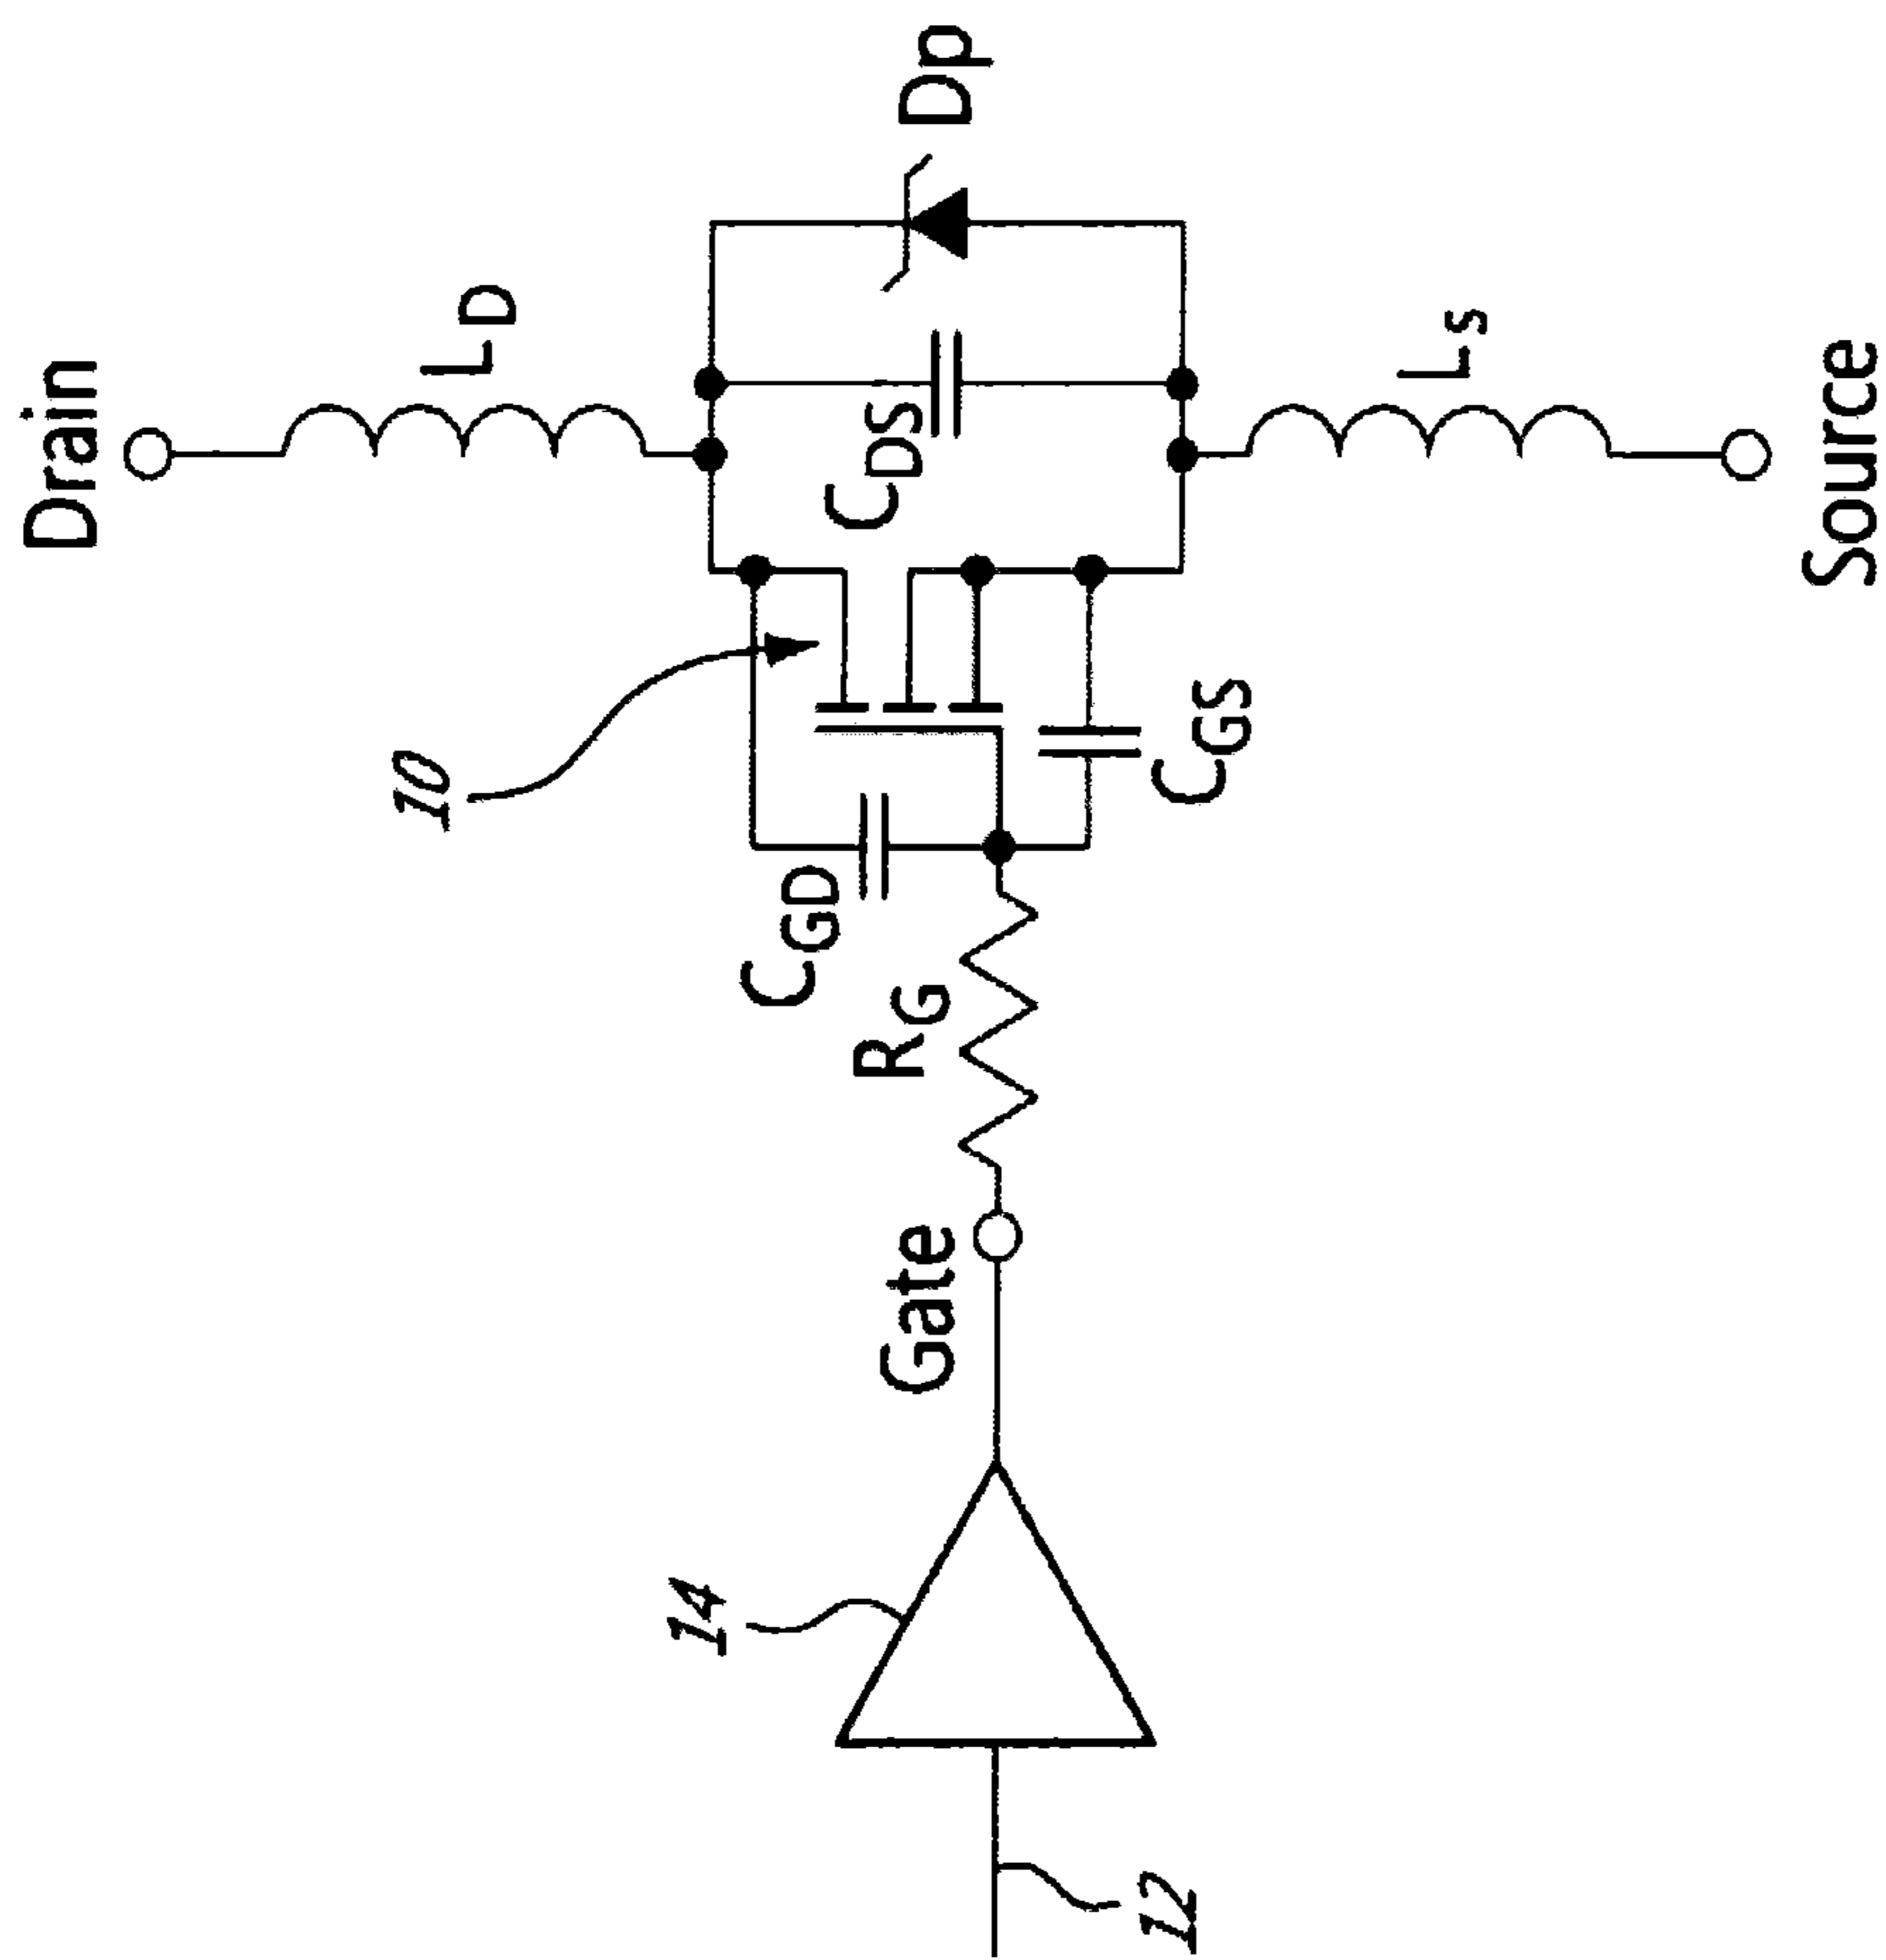 Drain
L_D
Dp
C_DS
10
C_GD
C_GS
R_G
Gate
14
12
L_s
Source